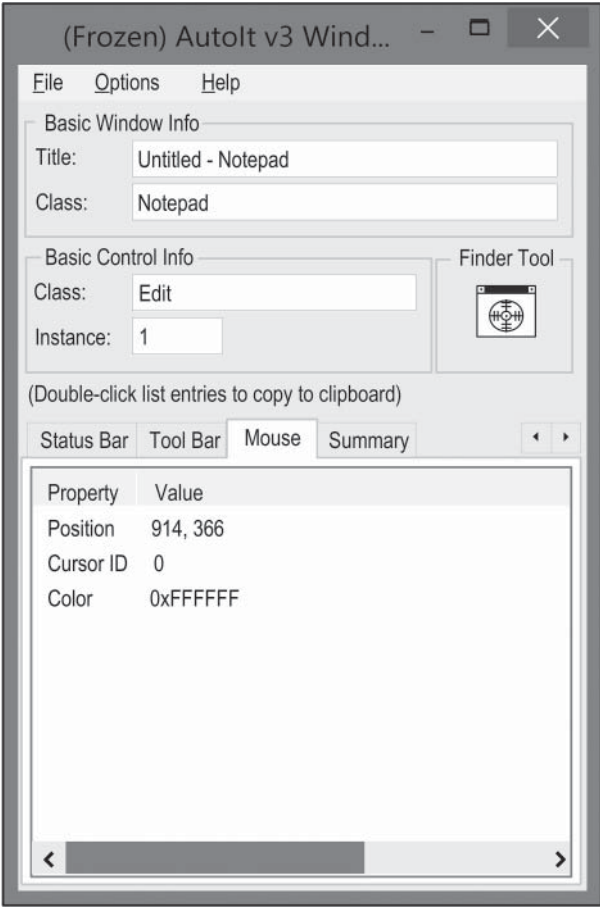 (Frozen) AutoIt v3 Wind...
File Options Help
Basic Window Info
Title: Untitled - Notepad
Class: Notepad
Basic Control Info
Finder Tool
Class: Edit
Instance: 1
(Double-click list entries to copy to clipboard)
Status Bar Tool Bar Mouse Summary
Property Value
Position 914, 366
Cursor ID 0
Color 0xFFFFFF